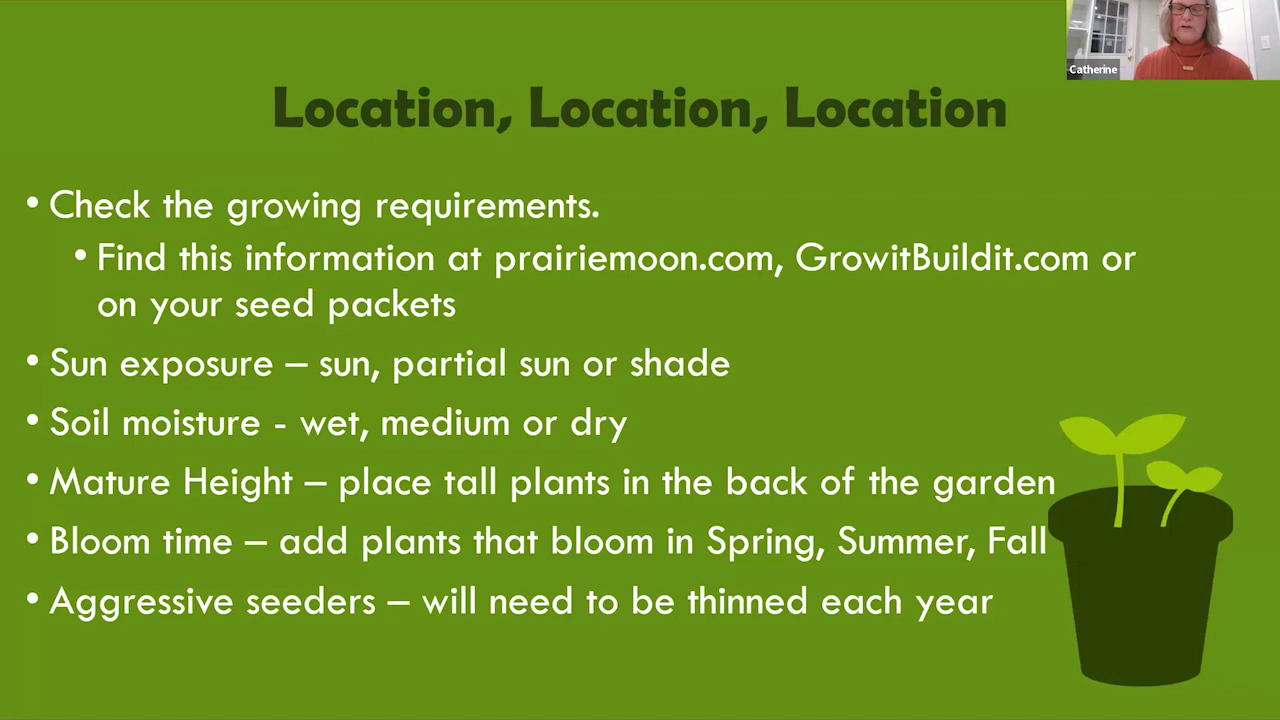 Catherine
Location, Location, Location
• Check the growing requirements.
• Find this information at prairiemoon.com, GrowitBuildit.com or
on your seed packets
• Sun exposure – sun, partial sun or shade
• Soil moisture - wet, medium or dry
• Mature Height – place tall plants in the back of the garden
• Bloom time – add plants that bloom in Spring, Summer, Fall
• Aggressive seeders – will need to be thinned each year